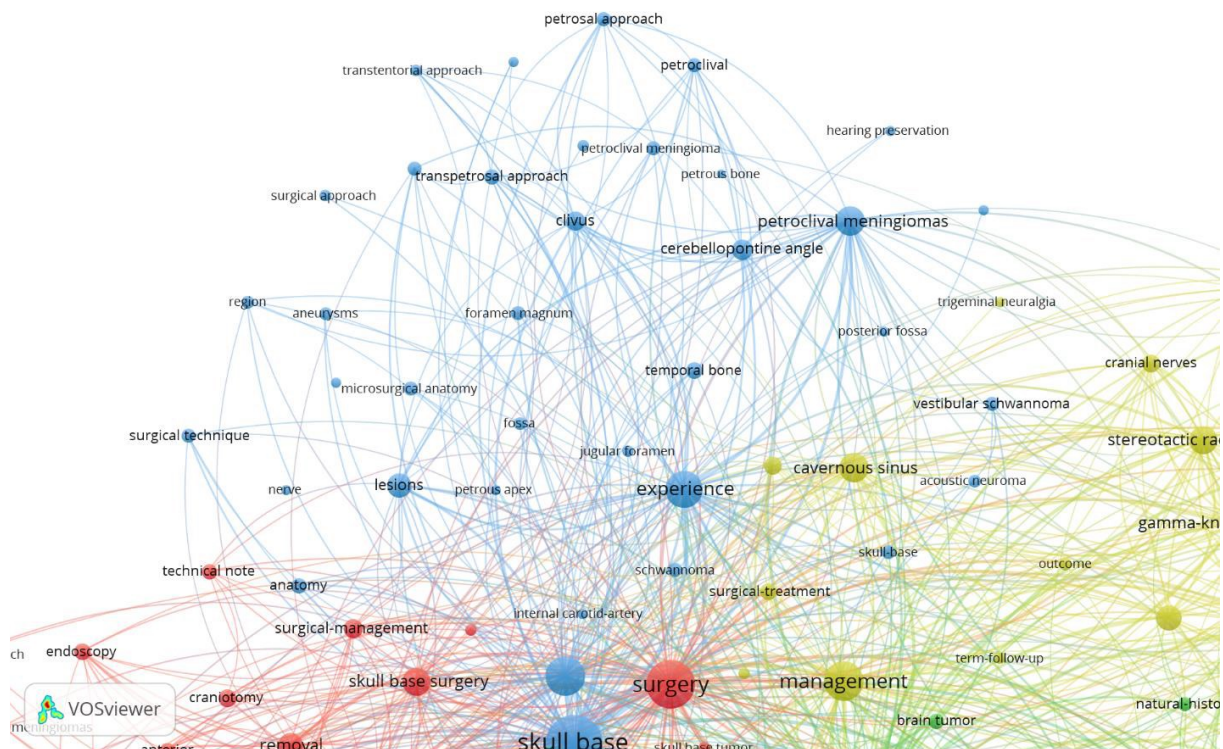 petrosal approach
transtentorial approach
petroclival
hearing preservation
petroclival meningioma
transpetrosal approach
petrous bone
surgical approach
clivus
petroclival meningiomas
cerebellopontine angle
region
aneurysms
foramen magnum
trigeminal neuralgia
posterior fossa
cranial nerves
temporal bone
microsurgical anatomy
vestibular schwannoma
surgical technique
fossa
stereotactic rac
jugular foramen
cavernous sinus
lesions
nerve
petrous apex
experience
acoustic neuroma
gamma-kn
technical note
anatomy
schwannoma
skull-base
outcome
surgical-treatment
internal carotid-artery
surgical-management
ch
endoscopy
term-follow-up
skull base surgery
surgery
management
craniotomy
VOSviewer
natural-histo
meningiomas
brain tumor
anterior
removal
skull base
skull base tumor